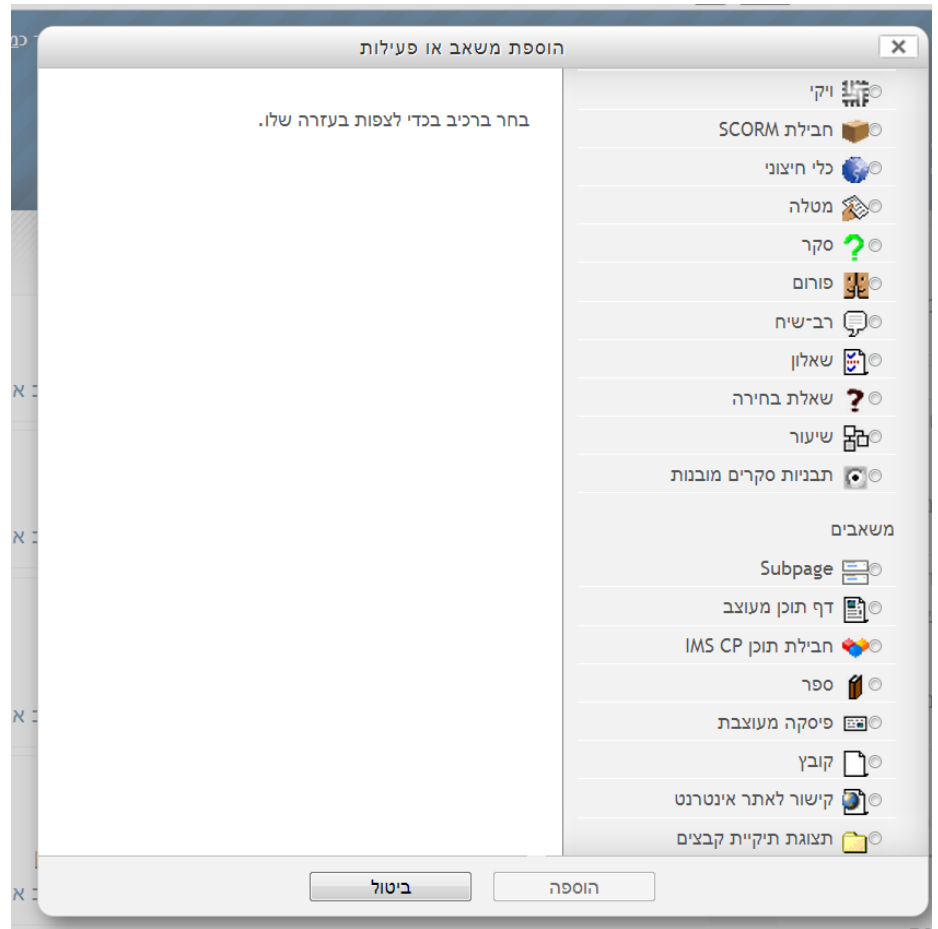 הוספת משאב או פעילות
ויקי
חבילת SCORM
כלי חיצוני
מטלה
סקר
פורום
רב־שיח
שאלון
שאלת בחירה
שיעור
תבניות סקרים מובנות
משאבים
Subpage
דף תוכן מעוצב
חבילת תוכן IMS CP
ספר
פיסקה מעוצבת
קובץ
קישור לאתר אינטרנט
תצוגת תיקיית קבצים
בחר ברכיב בכדי לצפות בעזרה שלו.
הוספה
ביטול